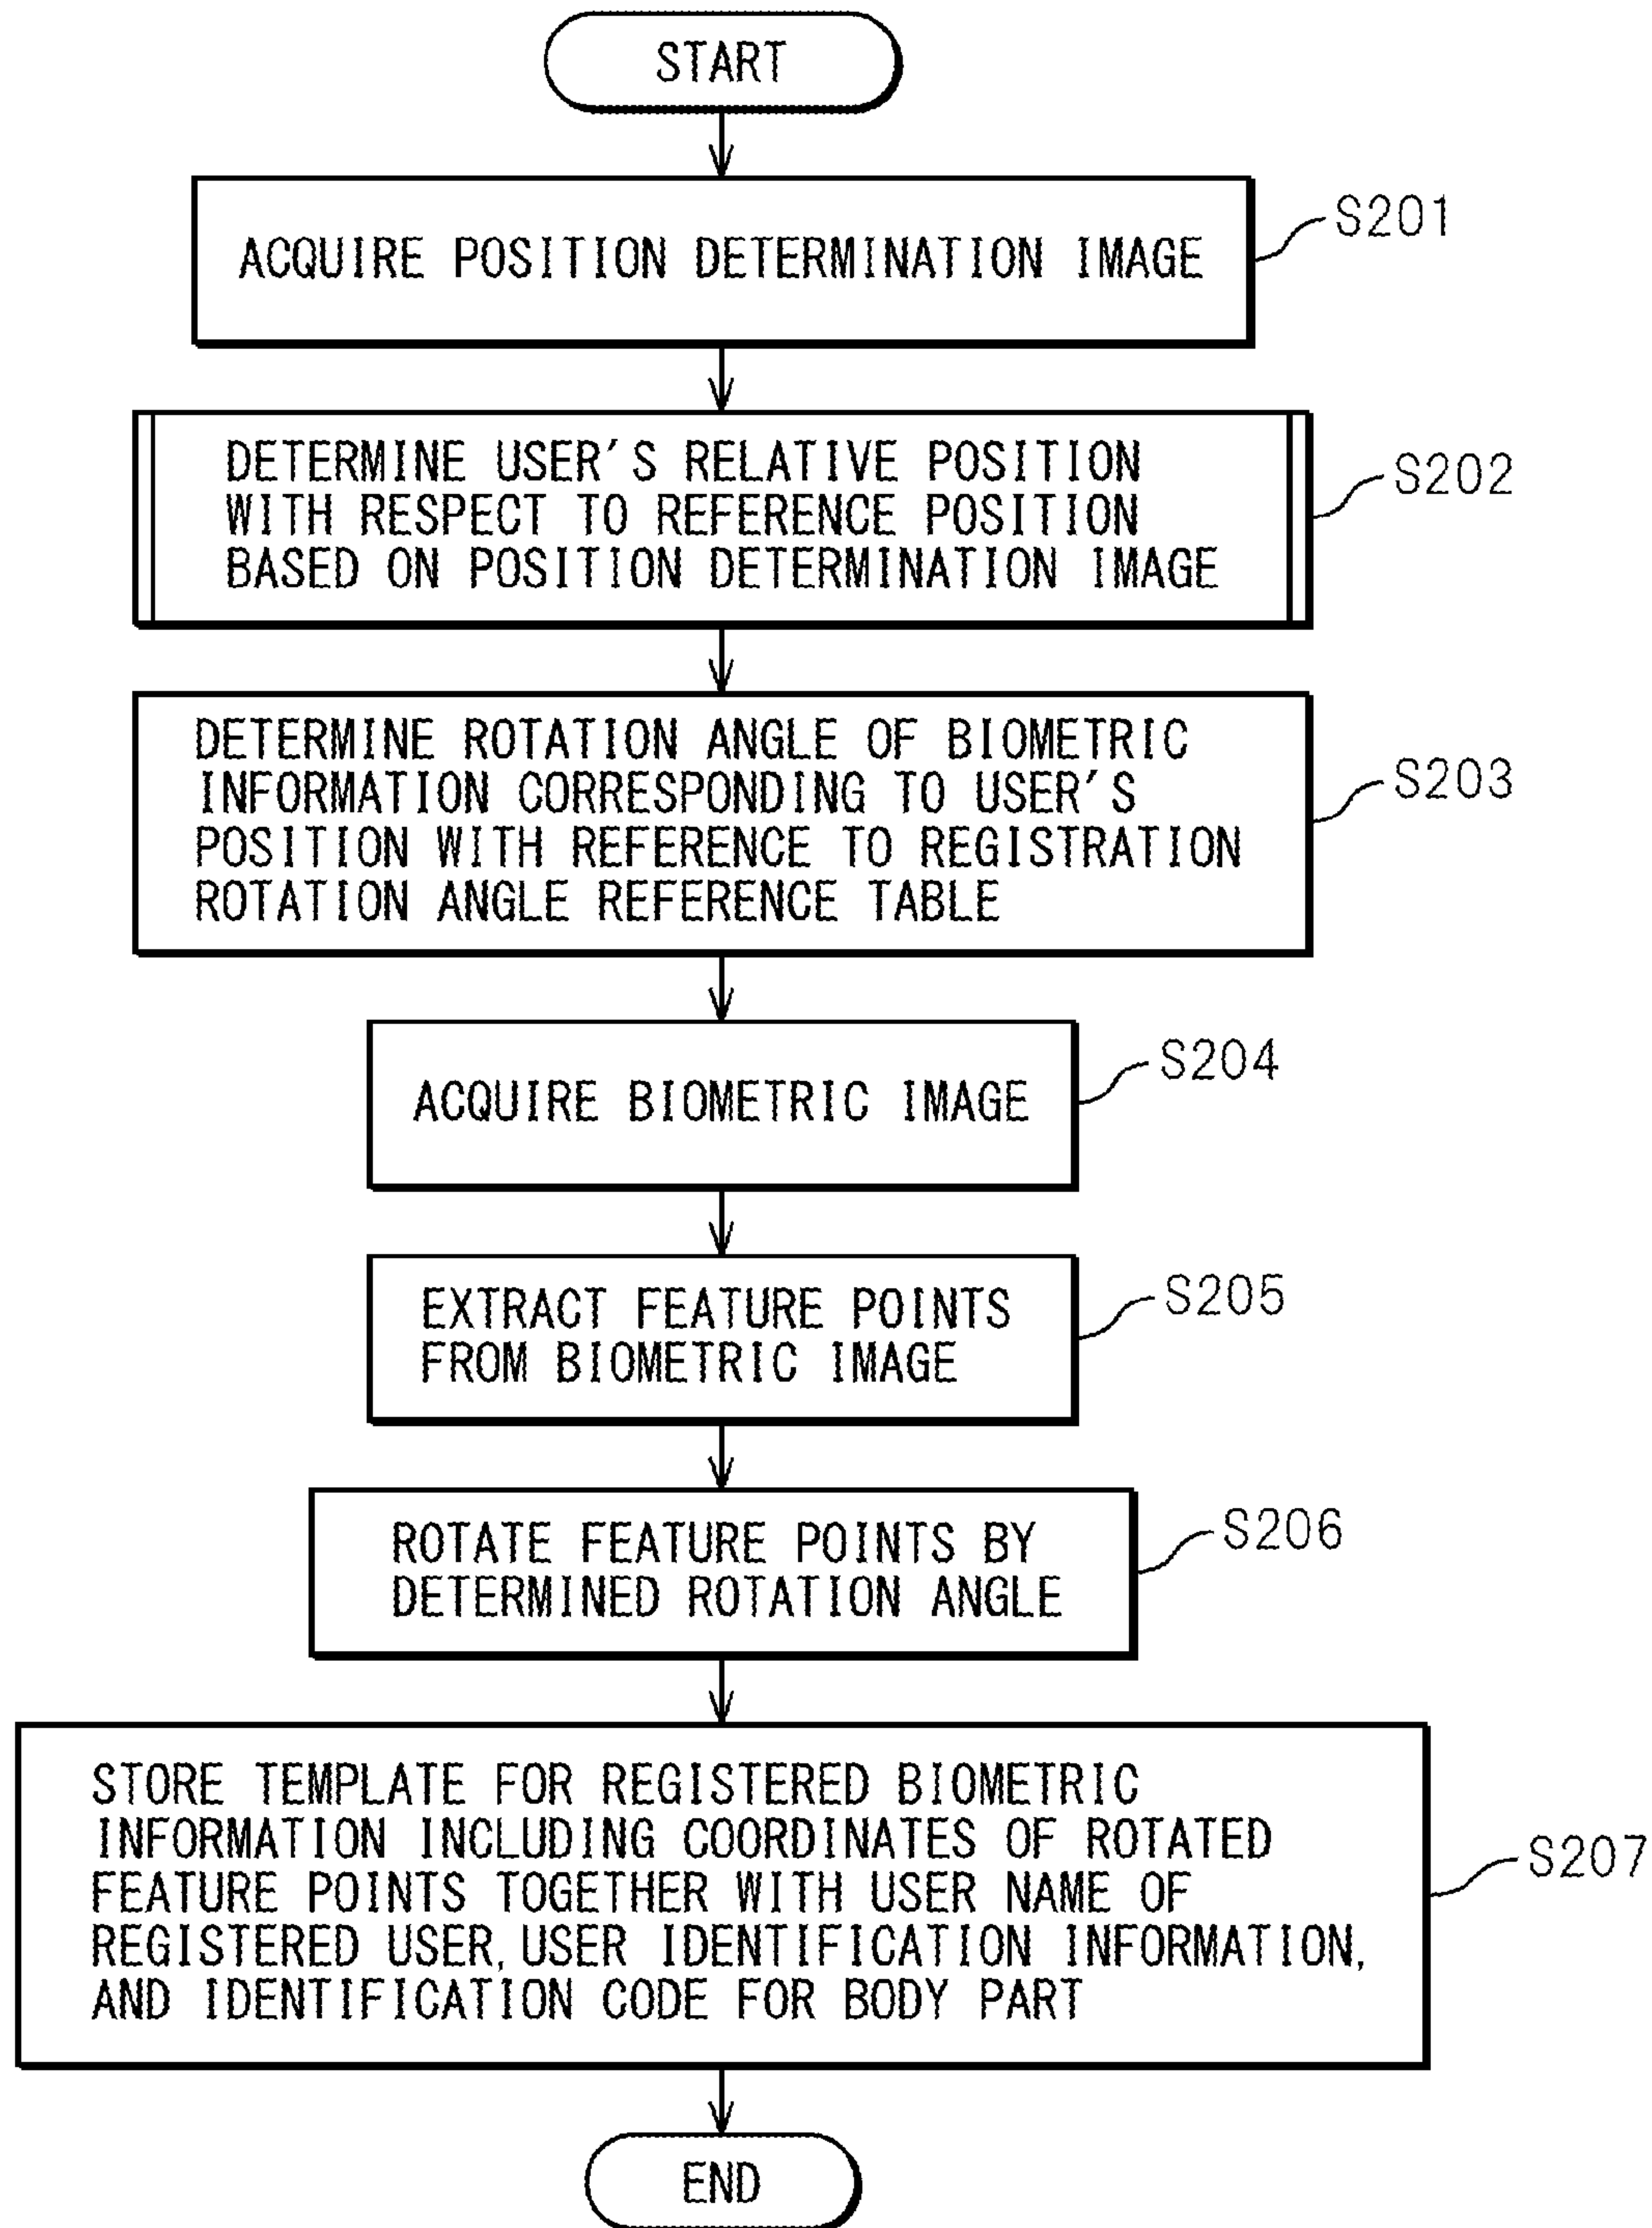 START
ACQUIRE POSITION DETERMINATION IMAGE
S201
DETERMINE USER'S RELATIVE POSITION
WITH RESPECT TO REFERENCE POSITION
BASED ON POSITION DETERMINATION IMAGE
S202
DETERMINE ROTATION ANGLE OF BIOMETRIC
INFORMATION CORRESPONDING TO USER'S
POSITION WITH REFERENCE TO REGISTRATION
ROTATION ANGLE REFERENCE TABLE
S203
ACQUIRE BIOMETRIC IMAGE
S204
EXTRACT FEATURE POINTS
FROM BIOMETRIC IMAGE
S205
ROTATE FEATURE POINTS BY
DETERMINED ROTATION ANGLE
S206
STORE TEMPLATE FOR REGISTERED BIOMETRIC
INFORMATION INCLUDING COORDINATES OF ROTATED
FEATURE POINTS TOGETHER WITH USER NAME OF
REGISTERED USER, USER IDENTIFICATION INFORMATION,
AND IDENTIFICATION CODE FOR BODY PART
S207
END